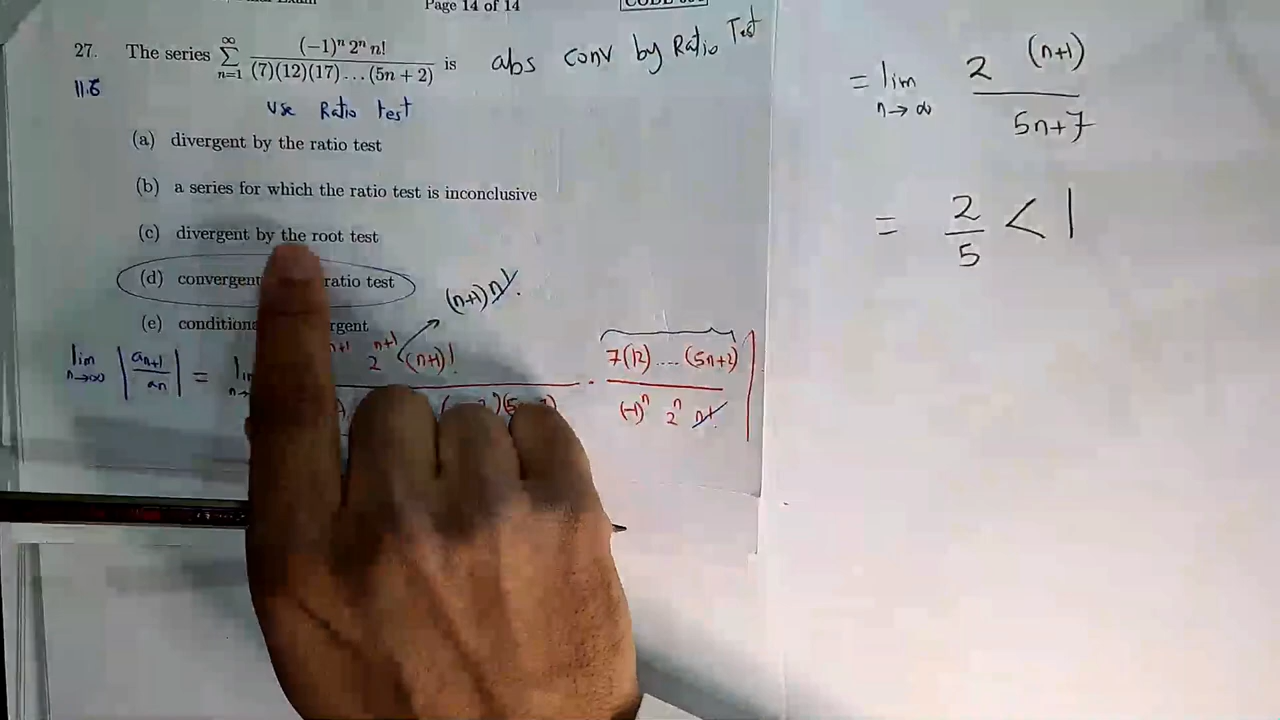 Page 14 of 14
27. The series ∑_{n=1}^{∞} (-1)^n 2^n n! / (7)(12)(17)...(5n + 2) is abs conv by Ratio Test
11.6
Use Ratio test
(a) divergent by the ratio test
(b) a series for which the ratio test is inconclusive
(c) divergent by the root test
(d) convergent ratio test
(e)
(n+1) n!
lim n→∞ |a_{n+1} / a_n| = 2^{n+1} (n+1)! · 7(12)....(5n+2) / (-1)^n 2^n n! |
= lim n→∞ 2 (n+1) / 5n+7
= 2/5 < 1